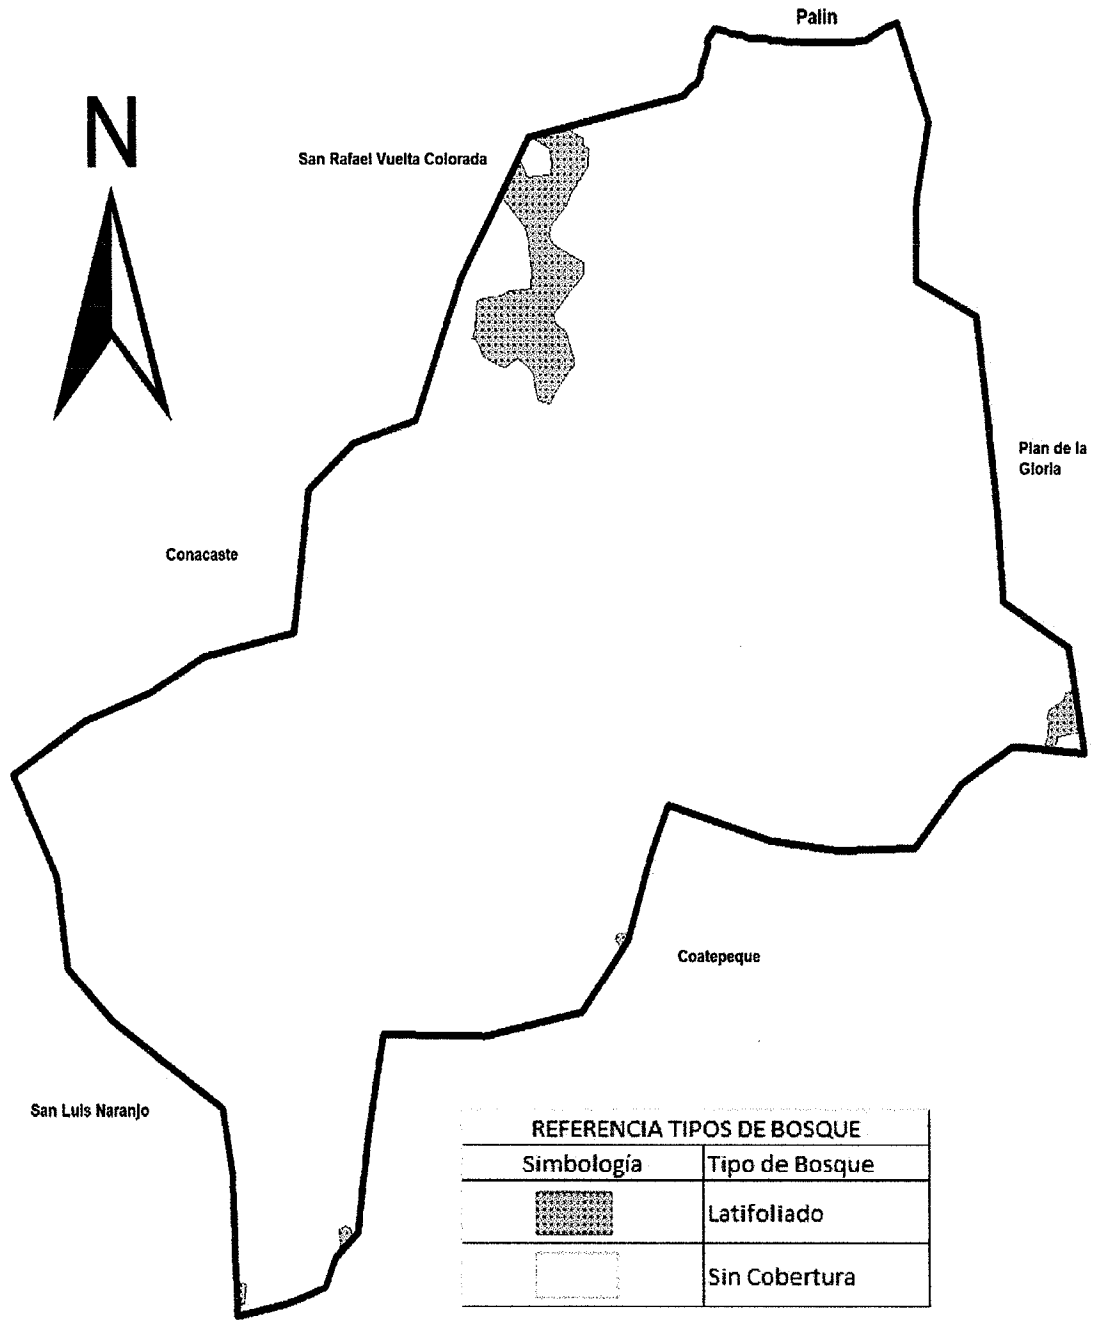 Palin
N
San Rafael Vuelta Colorada
Plan de la
Gloria
Conacaste
Coatepeque
San Luis Naranjo
REFERENCIA TIPOS DE BOSQUE
Simbología Tipo de Bosque
Latifoliado
Sin Cobertura